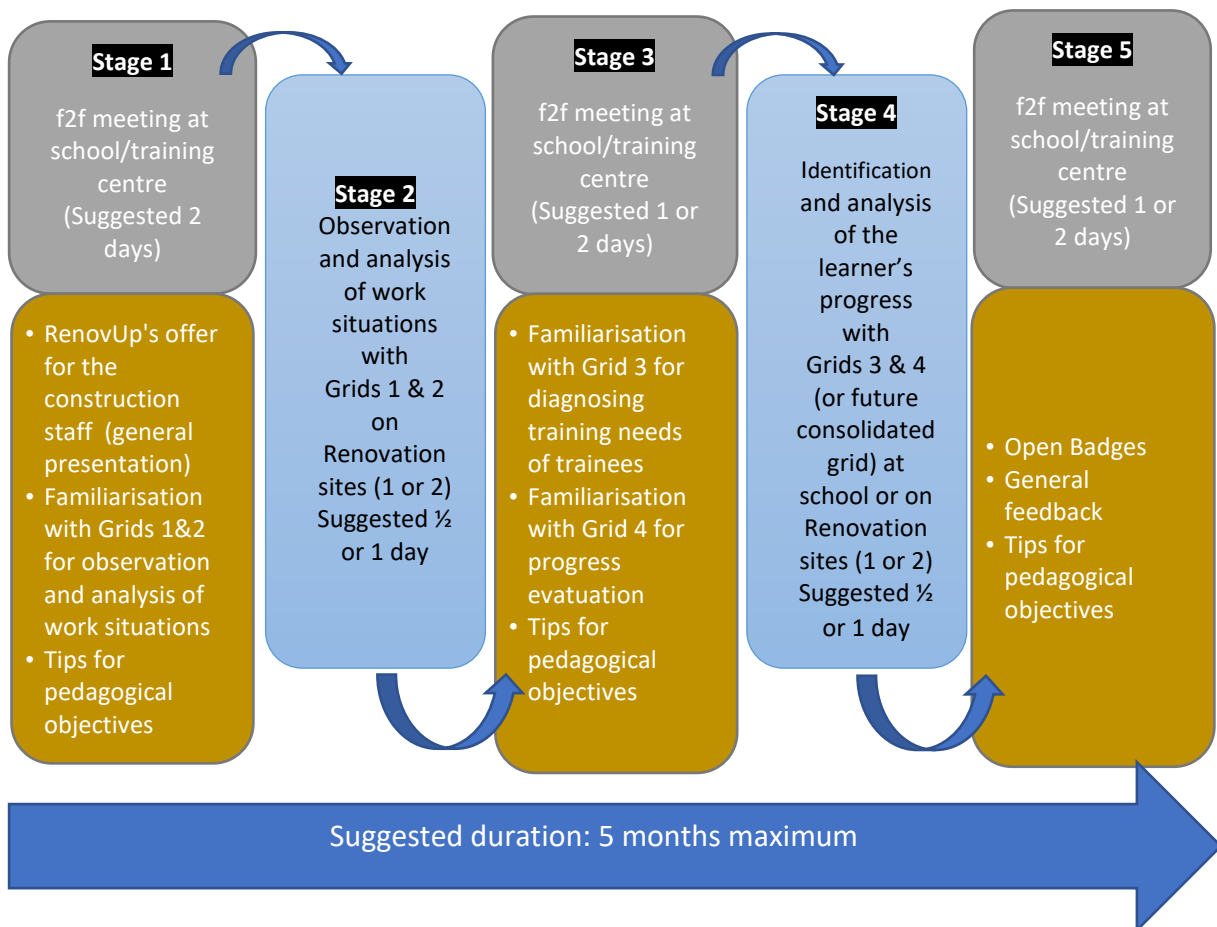 Stage 1
f2f meeting at
school/training
centre
(Suggested 2
days)
• RenovUp's offer
for the
construction
staff (general
presentation)
• Familiarisation
with Grids 1&2
for observation
and analysis of
work situations
• Tips for
pedagogical
objectives
Stage 2
Observation
and analysis
of work
situations
with
Grids 1 & 2
on
Renovation
sites (1 or 2)
Suggested ½
or 1 day
Stage 3
f2f meeting at
school/training
centre
(Suggested 1 or
2 days)
• Familiarisation
with Grid 3 for
diagnosing
training needs
of trainees
• Familiarisation
with Grid 4 for
progress
evatuation
• Tips for
pedagogical
objectives
Stage 4
Identification
and analysis
of the
learner’s
progress
with
Grids 3 & 4
(or future
consolidated
grid) at
school or on
Renovation
sites (1 or 2)
Suggested ½
or 1 day
Stage 5
f2f meeting at
school/training
centre
(Suggested 1 or
2 days)
• Open Badges
• General
feedback
• Tips for
pedagogical
objectives
Suggested duration: 5 months maximum